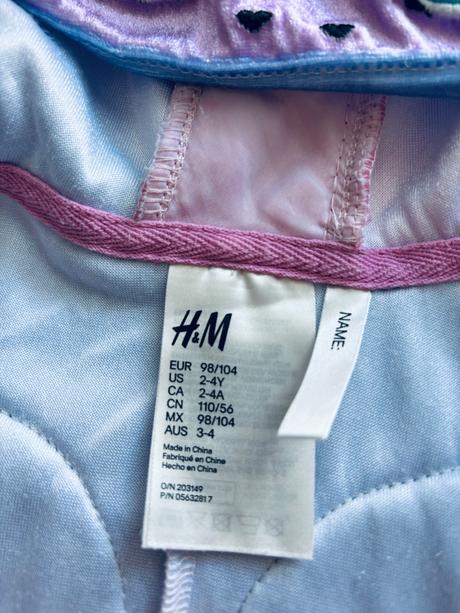 H&M
EUR 98/104
US 2-4Y
CA 2-4A
CN 110/56
MX 98/104
AUS 3-4
Made in China
Fabriqué en Chine
Hecho en China
O/N 203149
P/N 05632817
NAME: